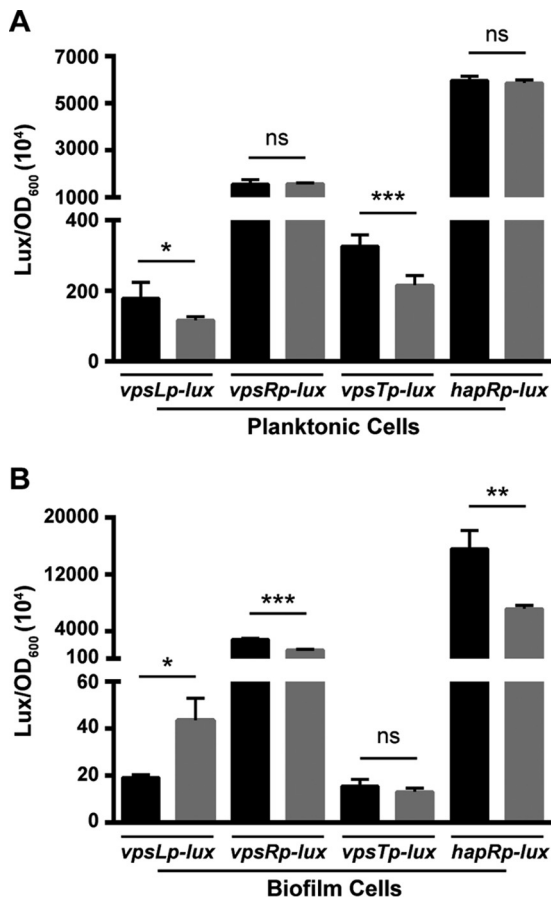 A
7000
5000
3000
1000
400
200
0
Lux/OD600 (10⁴)
*
ns
***
ns
vpsLp-lux vpsRp-lux vpsTp-lux hapRp-lux
Planktonic Cells
B
20000
12000
4000
100
60
40
20
0
Lux/OD600 (10⁴)
*
***
ns
**
vpsLp-lux vpsRp-lux vpsTp-lux hapRp-lux
Biofilm Cells